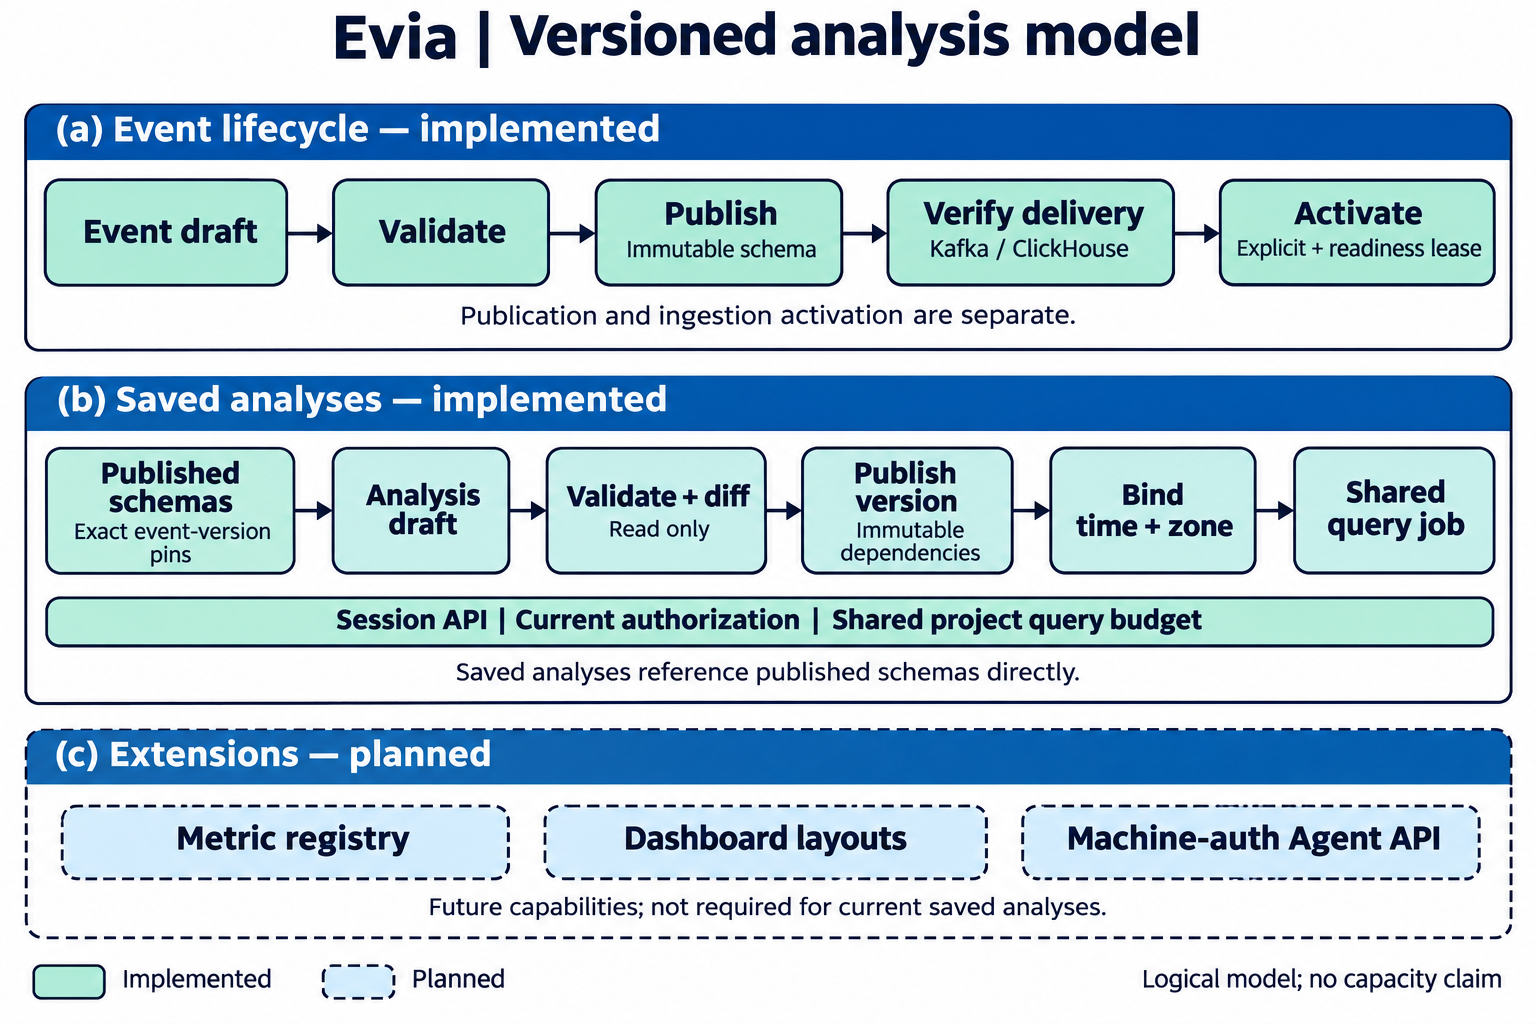 Evia | Versioned analysis model
(a) Event lifecycle — implemented
Event draft
Validate
Publish
Immutable schema
Verify delivery
Kafka / ClickHouse
Activate
Explicit + readiness lease
Publication and ingestion activation are separate.
(b) Saved analyses — implemented
Published
schemas
Exact event-version
pins
Analysis
draft
Validate + diff
Read only
Publish
version
Immutable
dependencies
Bind
time + zone
Shared
query job
Session API | Current authorization | Shared project query budget
Saved analyses reference published schemas directly.
(c) Extensions — planned
Metric registry
Dashboard layouts
Machine-auth Agent API
Future capabilities; not required for current saved analyses.
Implemented
Planned
Logical model; no capacity claim